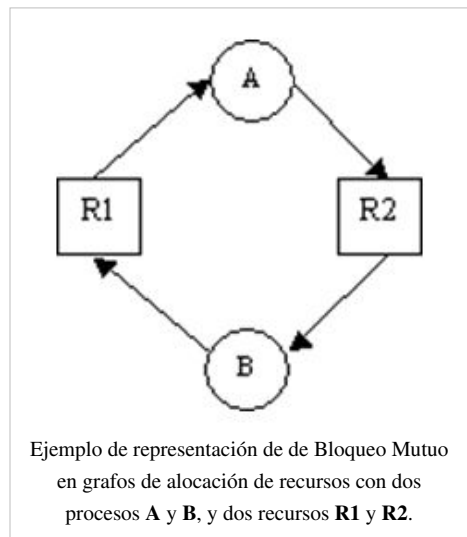 A
R1
R2
B
Ejemplo de representación de de Bloqueo Mutuo
en grafos de alocación de recursos con dos
procesos A y B, y dos recursos R1 y R2.